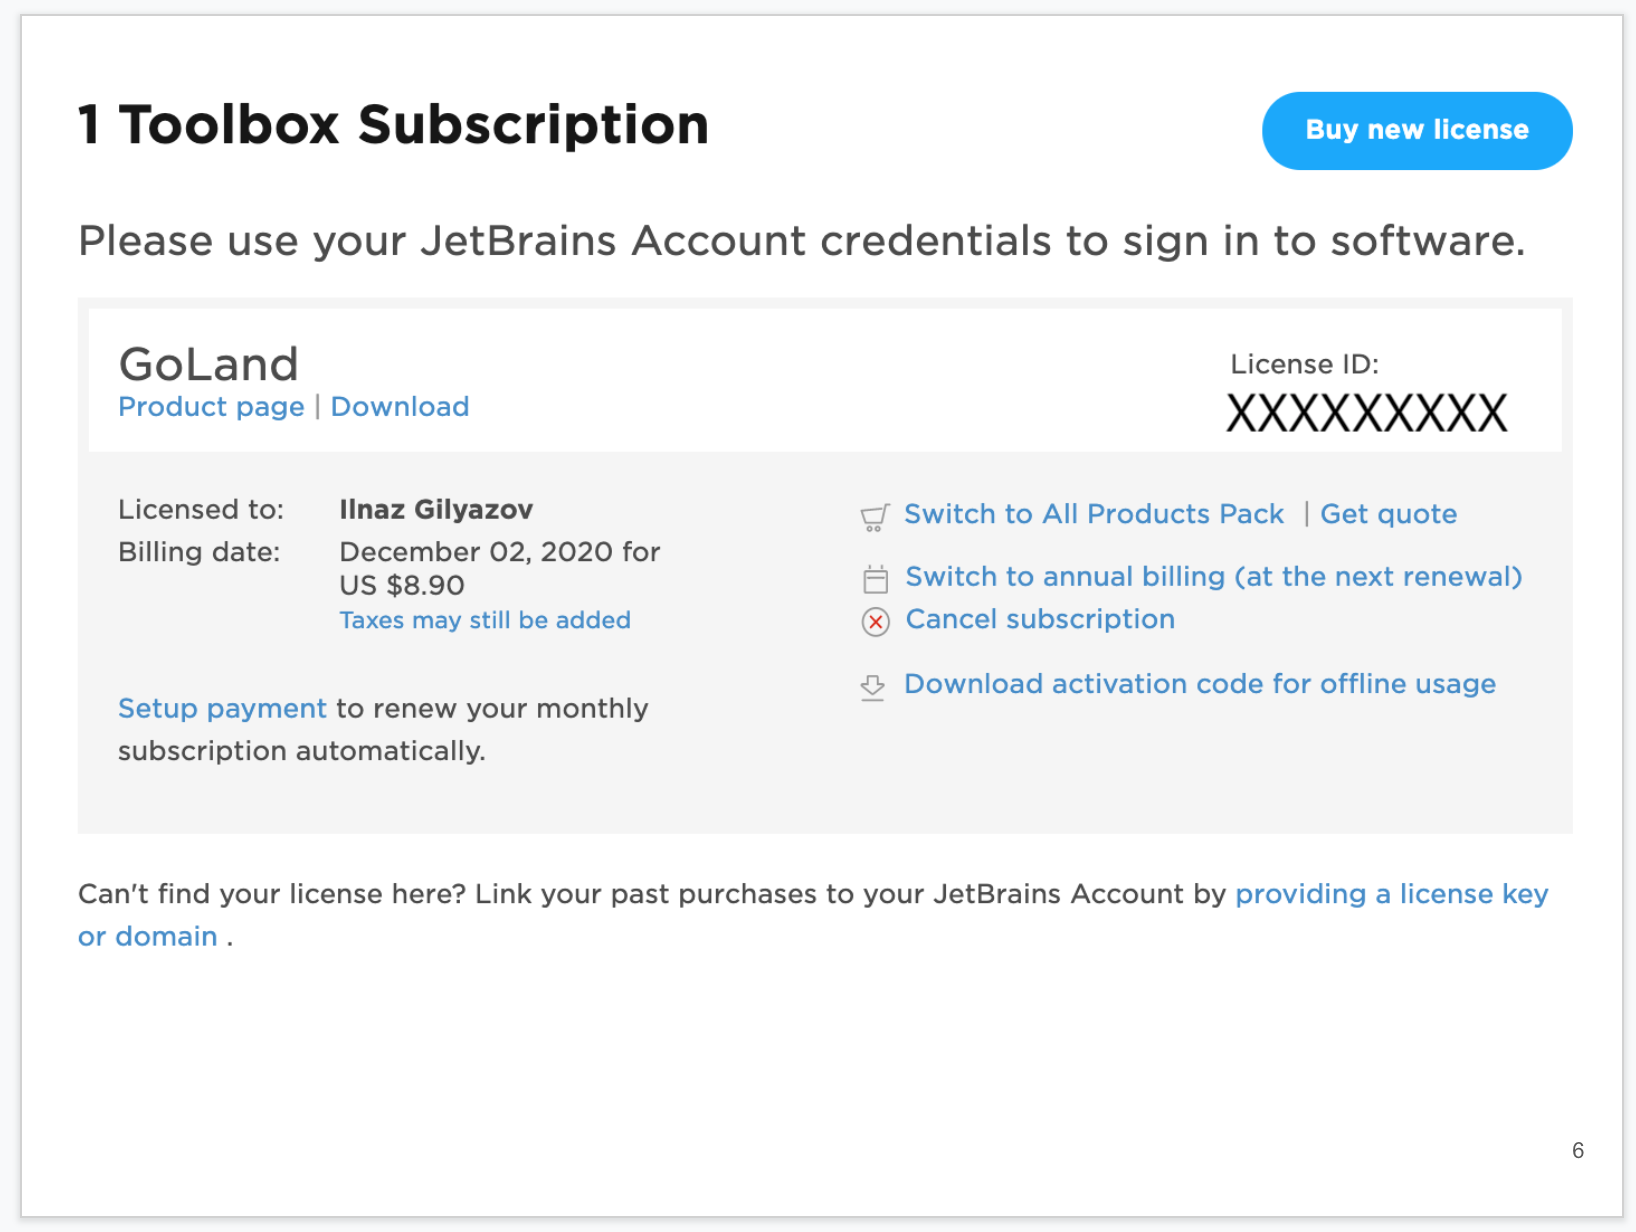 1 Toolbox Subscription
Buy new license
Please use your JetBrains Account credentials to sign in to software.
GoLand
Product page | Download
License ID:
XXXXXXXXX
Licensed to: Ilnaz Gilyazov
Billing date: December 02, 2020 for
US $8.90
Taxes may still be added
Setup payment to renew your monthly
subscription automatically.
Switch to All Products Pack | Get quote
Switch to annual billing (at the next renewal)
Cancel subscription
Download activation code for offline usage
Can't find your license here? Link your past purchases to your JetBrains Account by providing a license key
or domain .
6